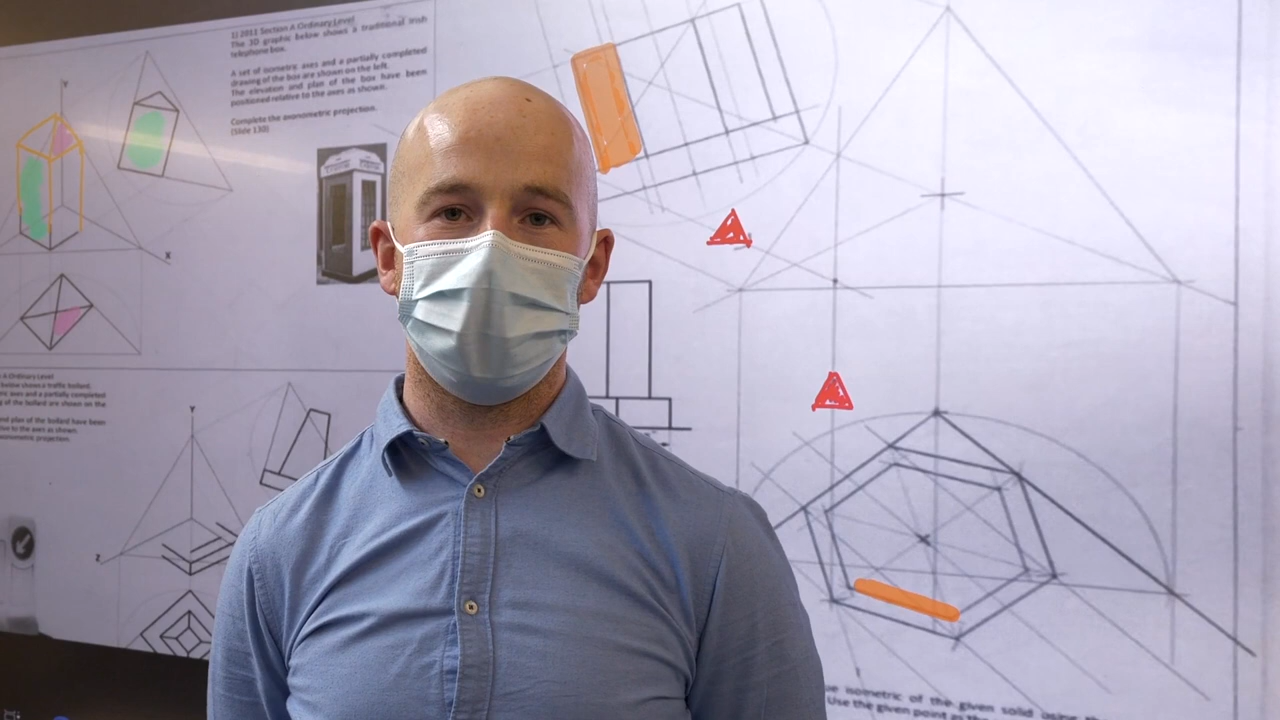 1) 2011 Section A Ordinary Level
The 3D graphic below shows a traditional Irish
telephone box.
A set of isometric axes and a partially completed
drawing of the box are shown on the left.
The elevation and plan of the box have been
positioned relative to the axes as shown.
Complete the axonometric projection.
(Slide 130)
Y
X
A Ordinary Level
below shows a traffic bollard.
axes and a partially completed
of the bollard are shown on the
and plan of the bollard have been
to the axes as shown.
axonometric projection.
Y
Z
isometric of the given solid using
Use the given point as the